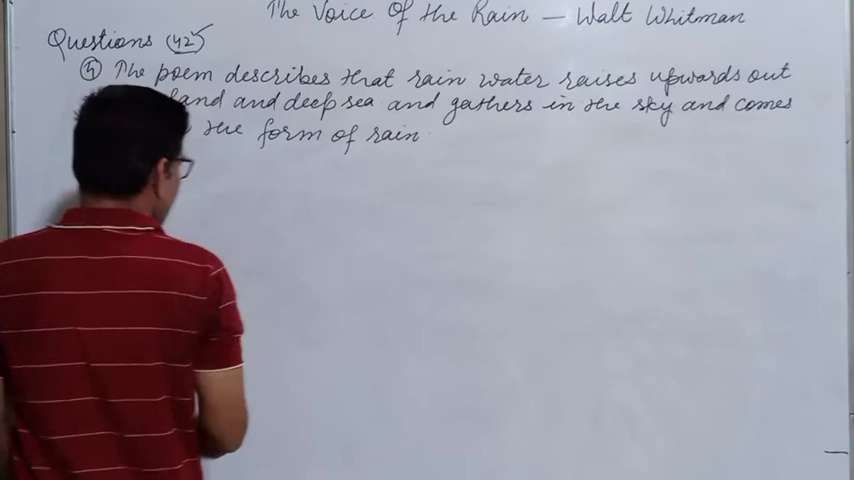 The Voice Of the Rain — Walt Whitman
Questions (42)
④ The poem describes that rain water raises upwards out
land and deep sea and gathers in the sky and comes
the form of rain